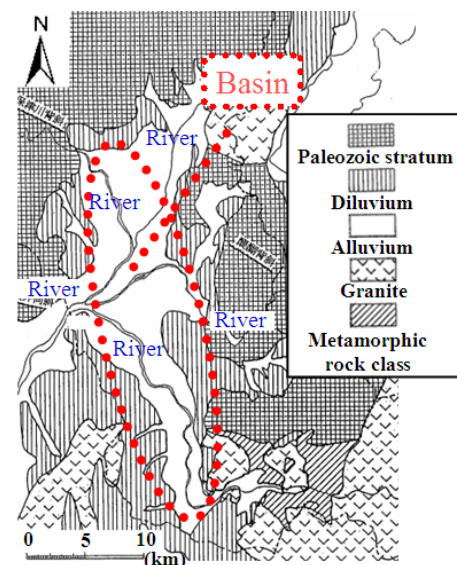 N
Basin
River
River
River
River
River
Paleozoic stratum
Diluvium
Alluvium
Granite
Metamorphic
rock class
0 5 10
(km)